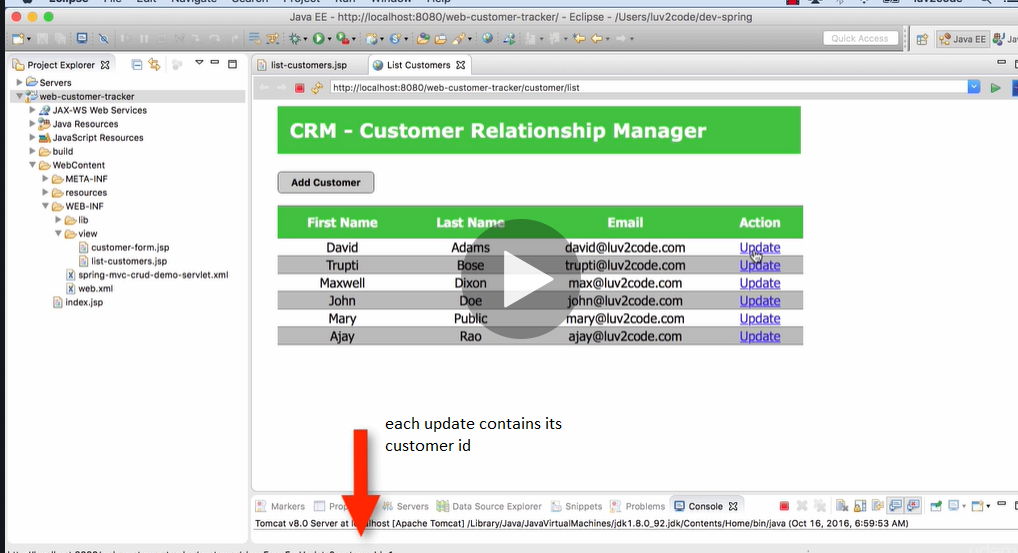 Java EE - http://localhost:8080/web-customer-tracker/ - Eclipse - /Users/luv2code/dev-spring
Quick Access
Java EE
Project Explorer
list-customers.jsp
List Customers
Servers
http://localhost:8080/web-customer-tracker/customer/list
web-customer-tracker
JAX-WS Web Services
Java Resources
JavaScript Resources
build
WebContent
META-INF
resources
WEB-INF
lib
view
customer-form.jsp
list-customers.jsp
spring-mvc-crud-demo-servlet.xml
web.xml
index.jsp
CRM - Customer Relationship Manager
Add Customer
First Name Last Name Email Action
David Adams david@luv2code.com Update
Trupti Bose trupti@luv2code.com Update
Maxwell Dixon max@luv2code.com Update
John Doe john@luv2code.com Update
Mary Public mary@luv2code.com Update
Ajay Rao ajay@luv2code.com Update
each update contains its
customer id
Markers Servers Data Source Explorer Snippets Problems Console
Tomcat v8.0 Server at localhost [Apache Tomcat] /Library/Java/JavaVirtualMachines/jdk1.8.0_92.jdk/Contents/Home/bin/java (Oct 16, 2016, 6:59:53 AM)